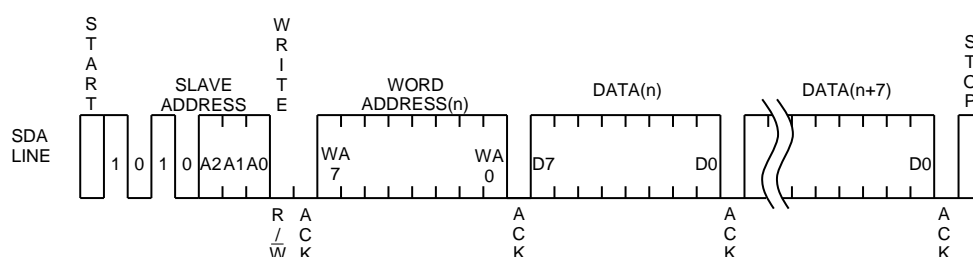 START
WRITE
STOP
SLAVE
ADDRESS
WORD
ADDRESS(n)
DATA(n)
DATA(n+7)
SDA
LINE
1 0 1 0 A2 A1 A0
WA
7
WA
0
D7
D0
D0
R/W̅
ACK
ACK
ACK
ACK